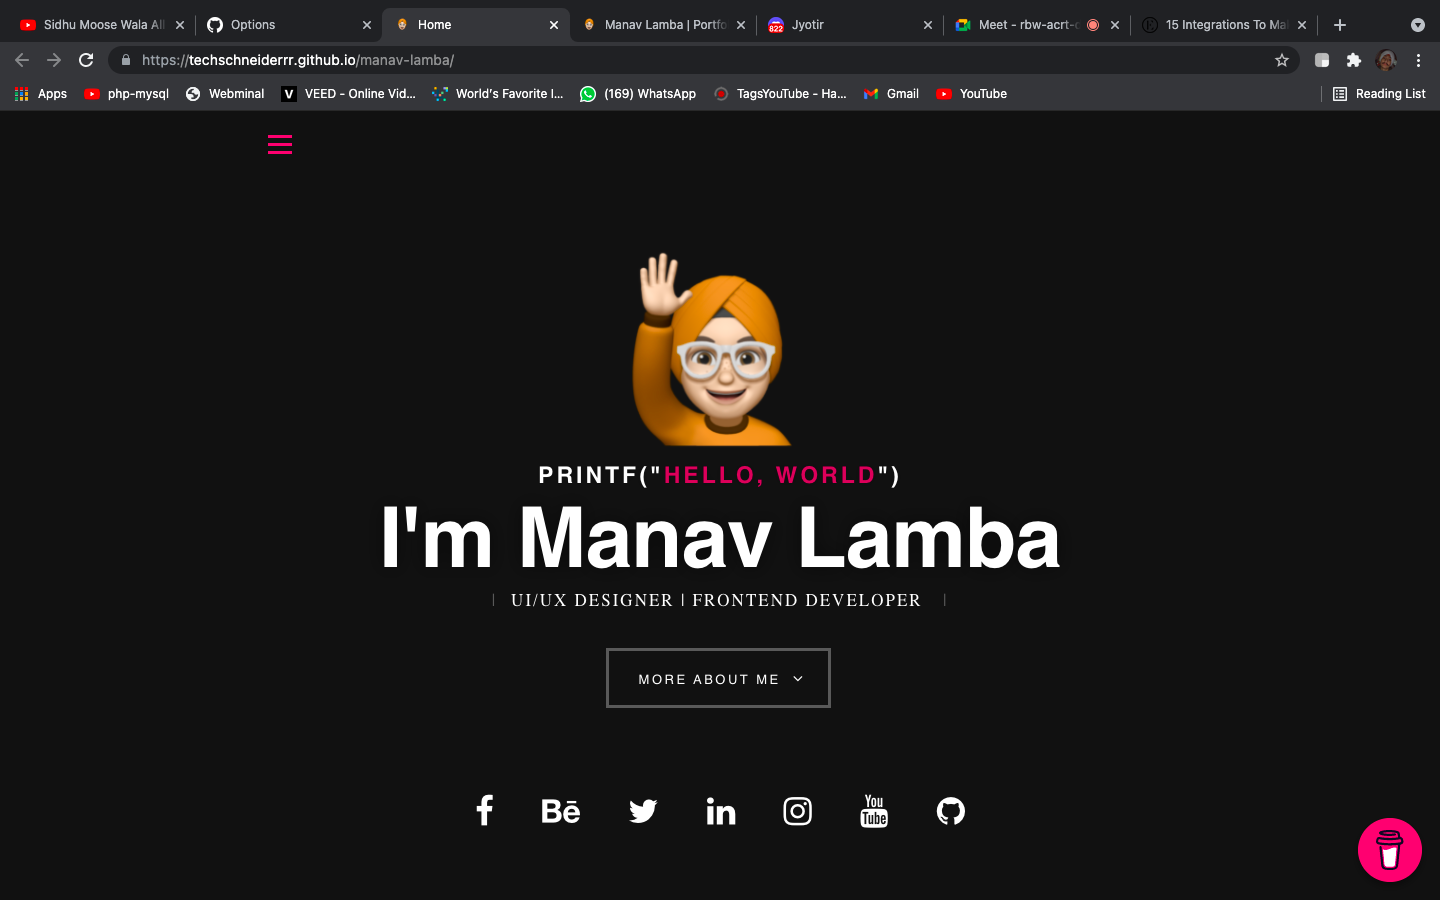 Sidhu Moose Wala All
Options
Home
Manav Lamba | Portfo
Jyotir
822
Meet - rbw-acrt-c
15 Integrations To Mak
https://techschneiderrr.github.io/manav-lamba/
Apps
php-mysql
Webminal
V
VEED - Online Vid...
World's Favorite I...
(169) WhatsApp
TagsYouTube - Ha...
Gmail
YouTube
Reading List
PRINTF("HELLO, WORLD")
I'm Manav Lamba
UI/UX DESIGNER | FRONTEND DEVELOPER
MORE ABOUT ME
f
Bē
in
You
Tube